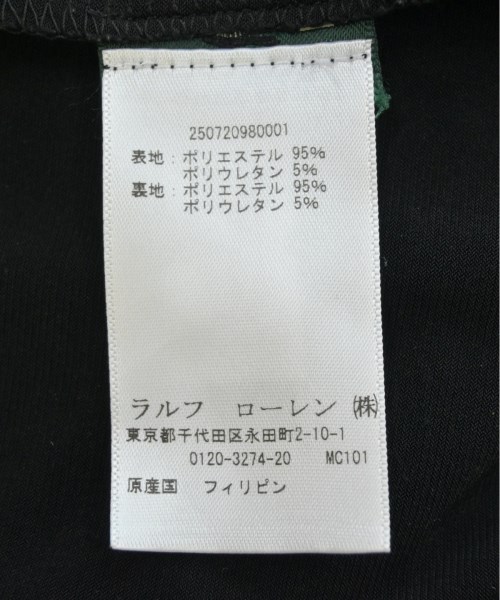 250720980001
表地：ポリエステル 95%
ポリウレタン 5%
裏地：ポリエステル 95%
ポリウレタン 5%
ラルフ ローレン ㈱
東京都千代田区永田町2-10-1
0120-3274-20 MC101
原産国 フィリピン